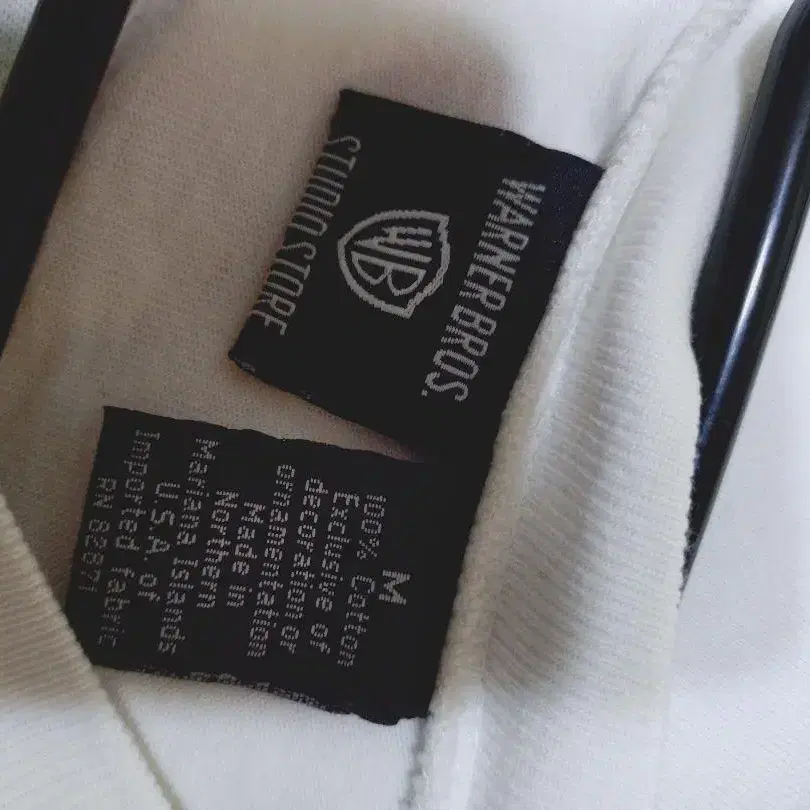 WARNER BROS.
WB
STUDIO STORE
M
100% Cotton
Exclusive of
decoration or
ornamentation
Made in
Northern
Mariana Islands
U.S.A. of
Imported fabric
RN 82871